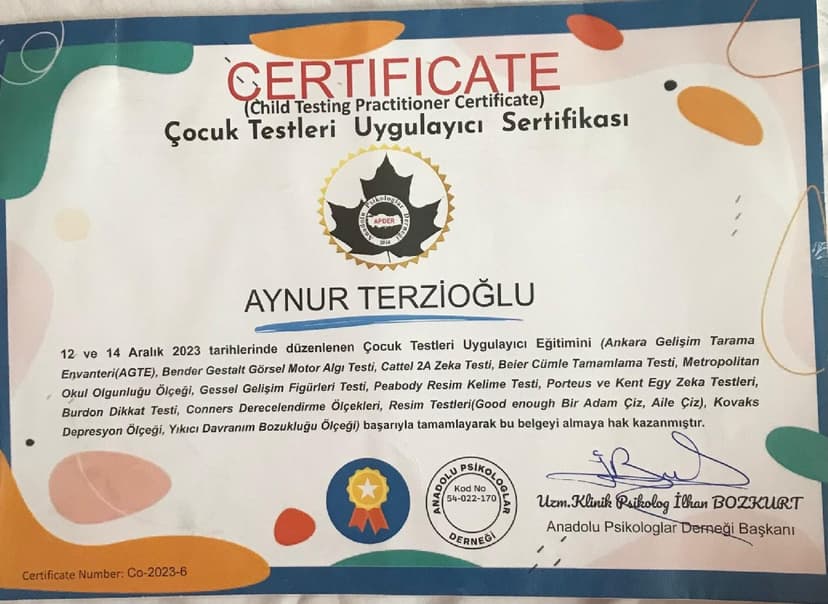 CERTIFICATE
(Child Testing Practitioner Certificate)
Çocuk Testleri Uygulayıcı Sertifikası
Anadolu Psikologlar Derneği
APDER
AYNUR TERZİOĞLU
12 ve 14 Aralık 2023 tarihlerinde düzenlenen Çocuk Testleri Uygulayıcı Eğitimini (Ankara Gelişim Tarama
Envanteri(AGTE), Bender Gestalt Görsel Motor Algı Testi, Cattel 2A Zeka Testi, Beier Cümle Tamamlama Testi, Metropolitan
Okul Olgunluğu Ölçeği, Gessel Gelişim Figürleri Testi, Peabody Resim Kelime Testi, Porteus ve Kent Egy Zeka Testleri,
Burdon Dikkat Testi, Conners Derecelendirme Ölçekleri, Resim Testleri(Good enough Bir Adam Çiz, Aile Çiz), Kovaks
Depresyon Ölçeği, Yıkıcı Davranım Bozukluğu Ölçeği) başarıyla tamamlayarak bu belgeyi almaya hak kazanmıştır.
ANADOLU PSİKOLOGLAR
Kod No
54-022-170
DERNEĞİ
Uzm.Klinik Psikolog İlhan BOZKURT
Anadolu Psikologlar Derneği Başkanı
Certificate Number: Co-2023-6